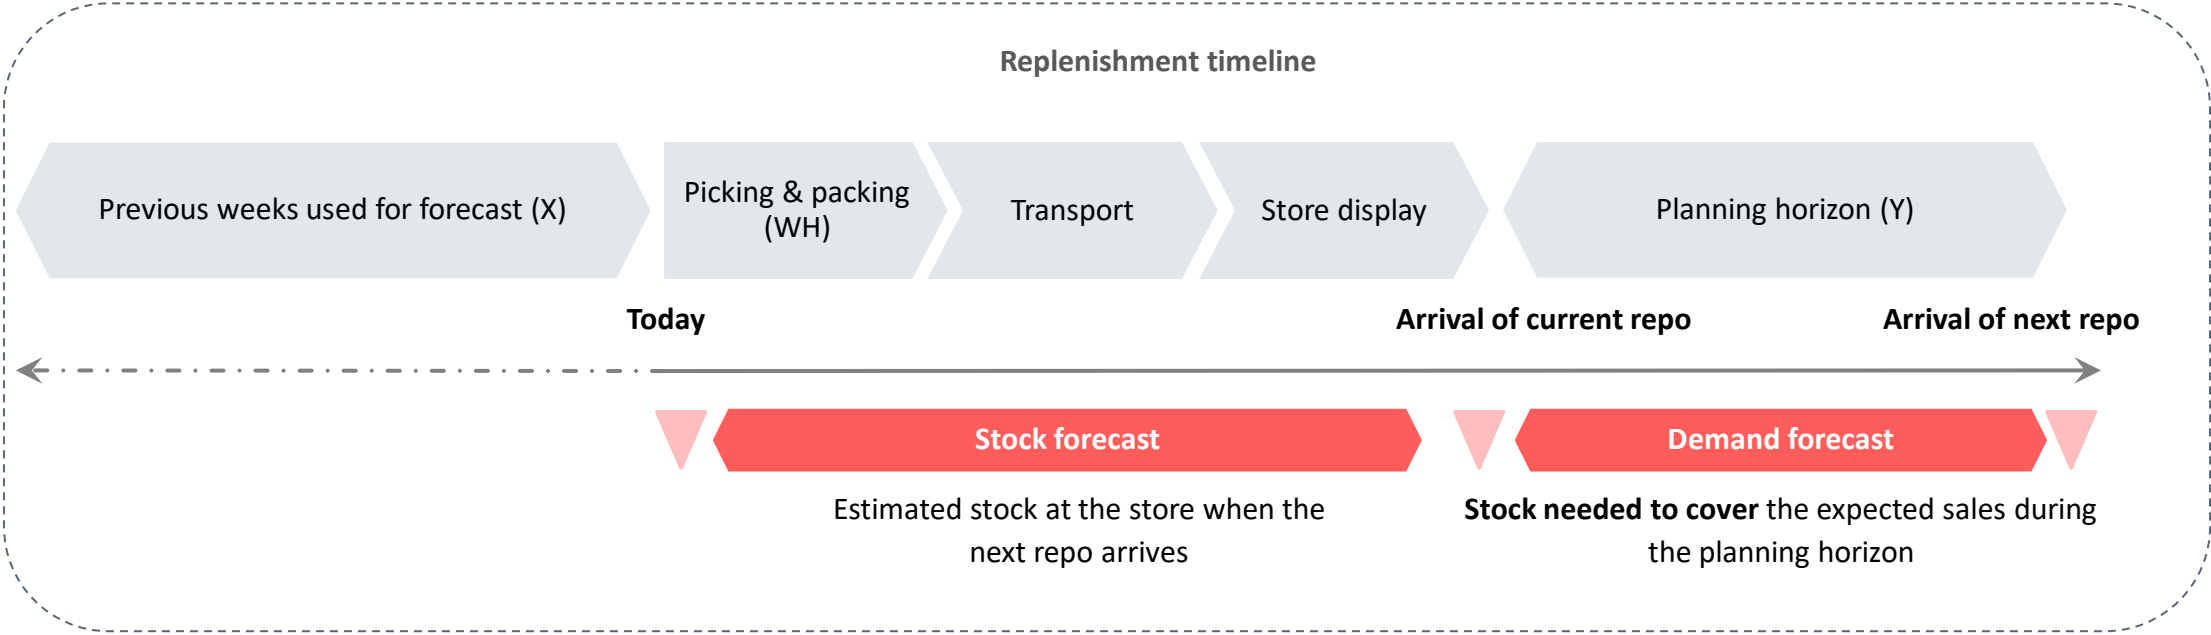 Replenishment timeline
Previous weeks used for forecast (X)
Picking & packing
(WH)
Transport
Store display
Planning horizon (Y)
Today
Arrival of current repo
Arrival of next repo
Stock forecast
Demand forecast
Estimated stock at the store when the
next repo arrives
Stock needed to cover the expected sales during
the planning horizon